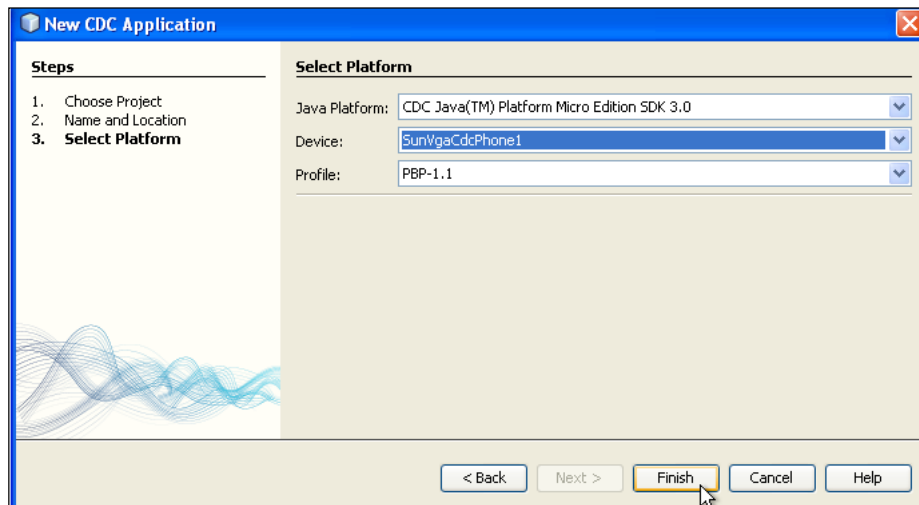 New CDC Application
Steps
1. Choose Project
2. Name and Location
3. Select Platform
Select Platform
Java Platform: CDC Java(TM) Platform Micro Edition SDK 3.0
Device: SunVgaCdcPhone1
Profile: PBP-1.1
< Back Next > Finish Cancel Help